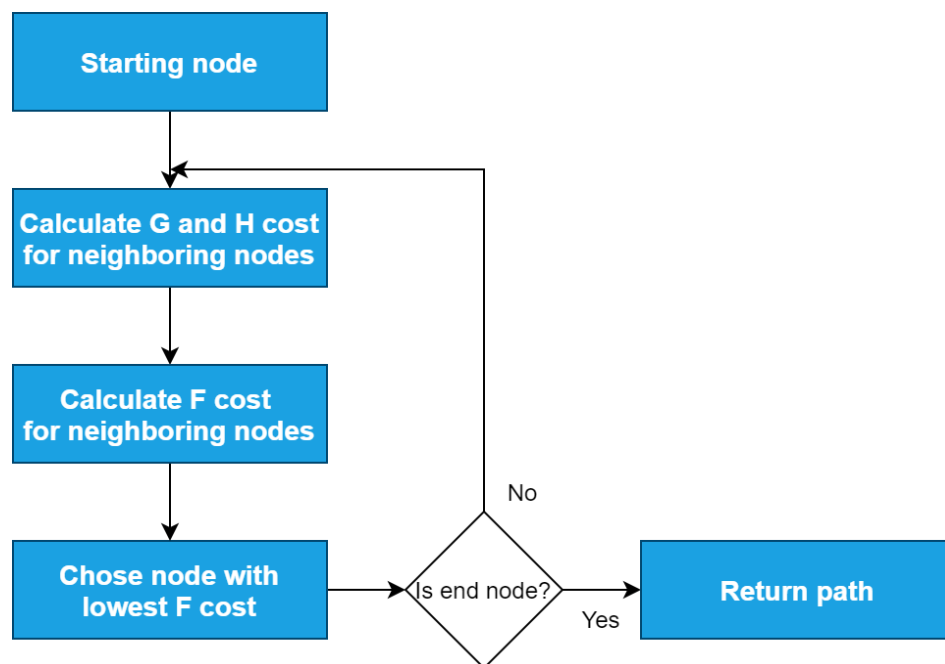 Starting node
Calculate G and H cost
for neighboring nodes
Calculate F cost
for neighboring nodes
No
Chose node with
lowest F cost
Is end node?
Yes
Return path